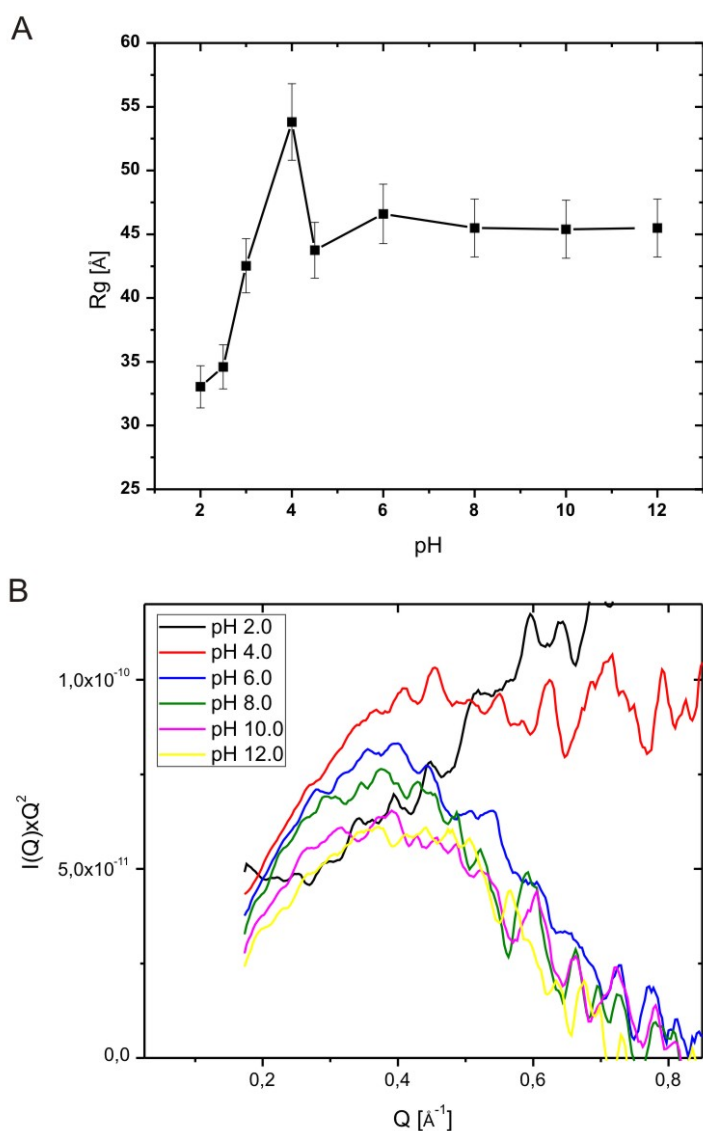 A
60
55
50
45
40
35
30
25
Rg [Å]
2 4 6 8 10 12
pH
B
pH 2.0
pH 4.0
pH 6.0
pH 8.0
pH 10.0
pH 12.0
1,0x10-10
5,0x10-11
0,0
I(Q)xQ2
0,2 0,4 0,6 0,8
Q [Å-1]